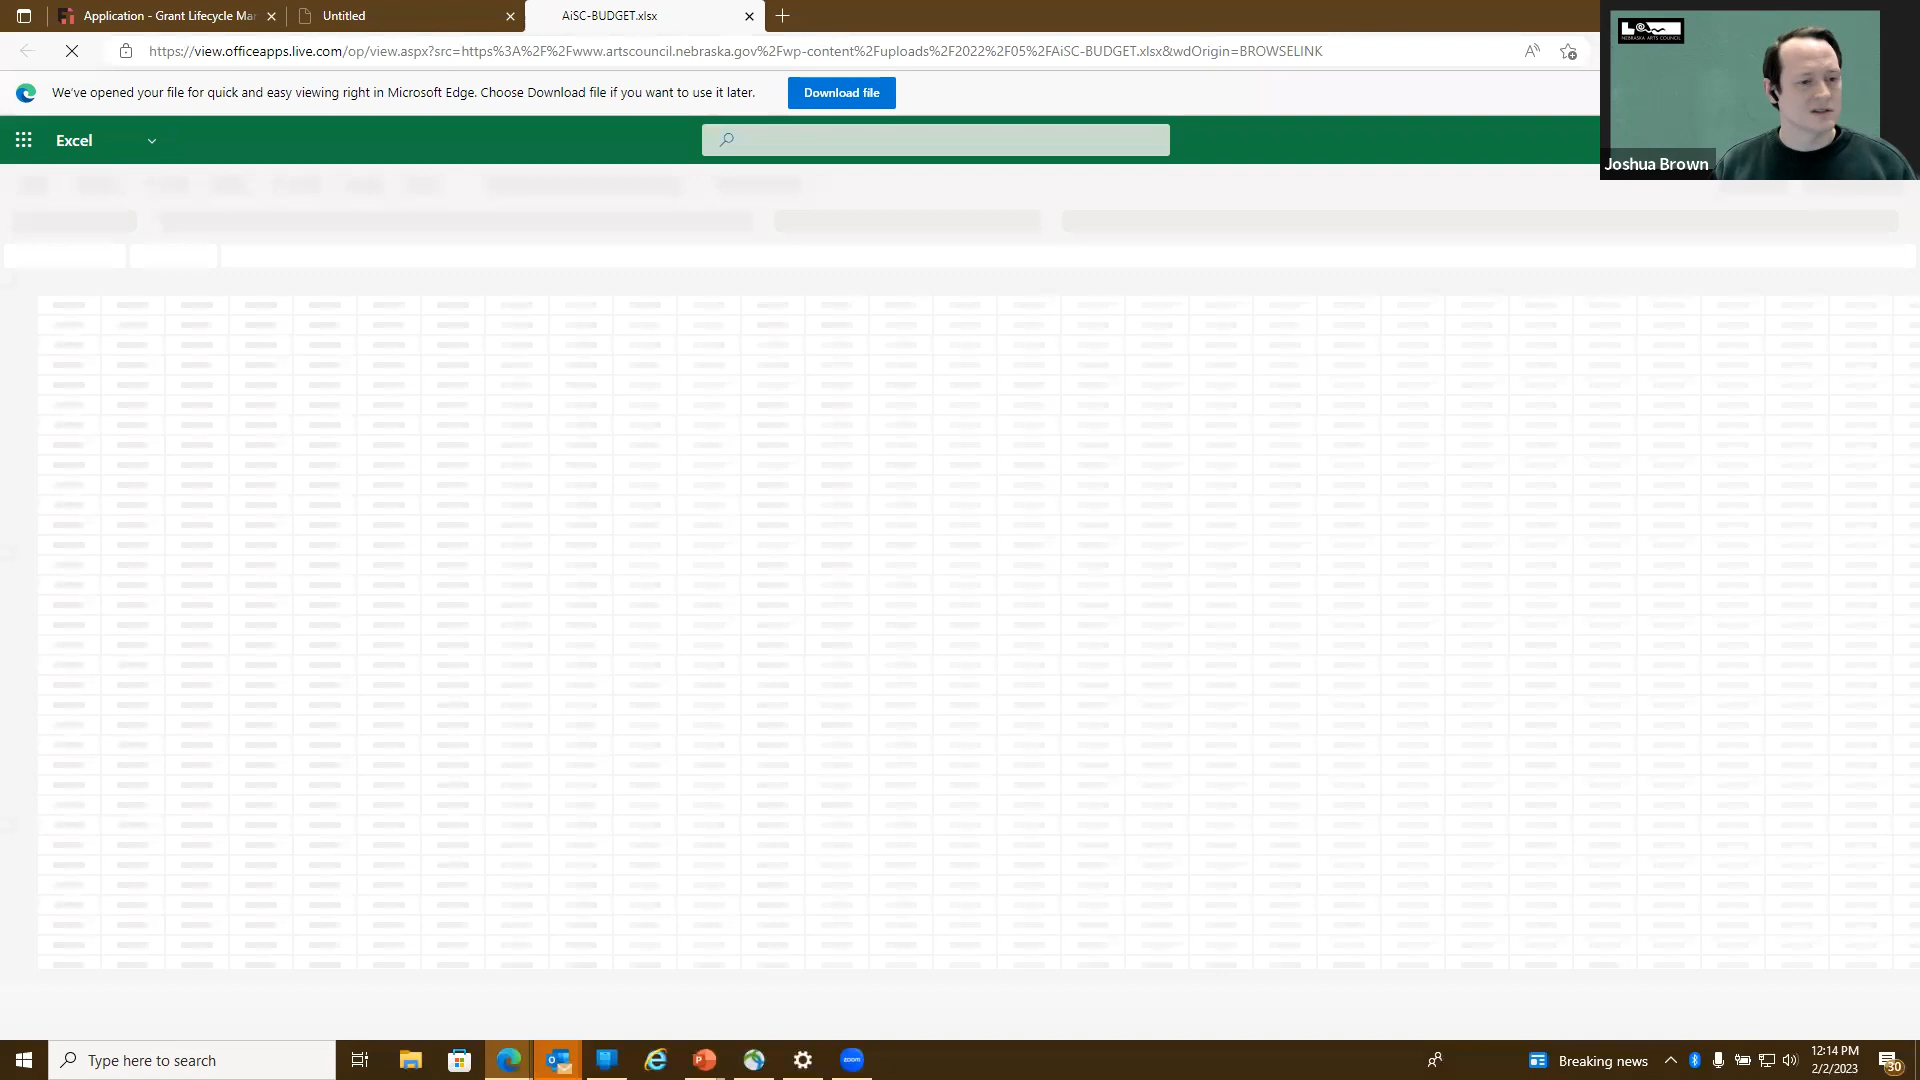 Application - Grant Lifecycle Mar
Untitled
AiSC-BUDGET.xlsx
https://view.officeapps.live.com/op/view.aspx?src=https%3A%2F%2Fwww.artscouncil.nebraska.gov%2Fwp-content%2Fuploads%2F2022%2F05%2FAiSC-BUDGET.xlsx&wdOrigin=BROWSELINK
We've opened your file for quick and easy viewing right in Microsoft Edge. Choose Download file if you want to use it later.
Download file
Excel
NEBRASKA ARTS COUNCIL
Joshua Brown
Type here to search
zoom
Breaking news
12:14 PM
2/2/2023
30